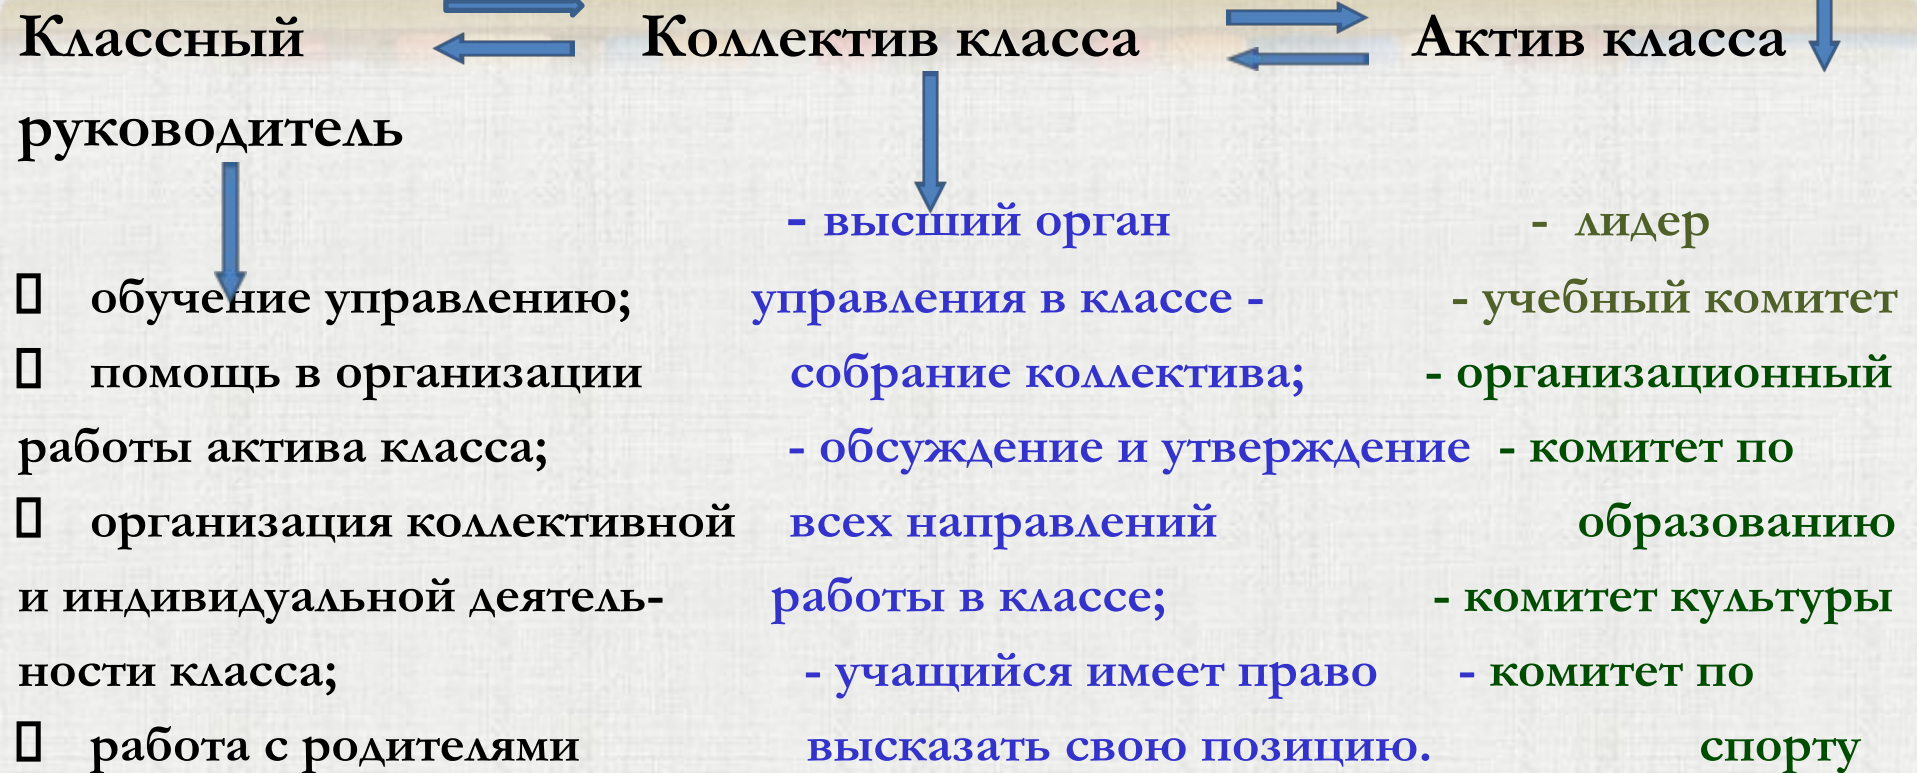 Классный Коллектив класса Актив класса
руководитель
- высший орган - лидер
обучение управлению; управления в классе - - учебный комитет
помощь в организации собрание коллектива; - организационный
работы актива класса; - обсуждение и утверждение - комитет по
организация коллективной всех направлений образованию
и индивидуальной деятель- работы в классе; - комитет культуры
ности класса; - учащийся имеет право - комитет по
работа с родителями высказать свою позицию. спорту